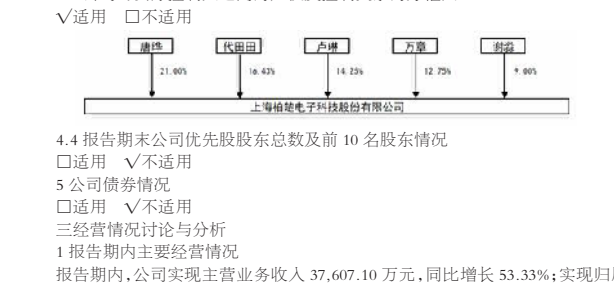 √适用 □不适用
唐晔 代田田 卢琳 万章 谢淼
21.00% 16.43% 14.25% 12.75% 9.00%
上海柏楚电子科技股份有限公司
4.4 报告期末公司优先股股东总数及前 10 名股东情况
□适用 √不适用
5 公司债券情况
□适用 √不适用
三经营情况讨论与分析
1 报告期内主要经营情况
报告期内,公司实现主营业务收入 37,607.10 万元,同比增长 53.33%;实现归